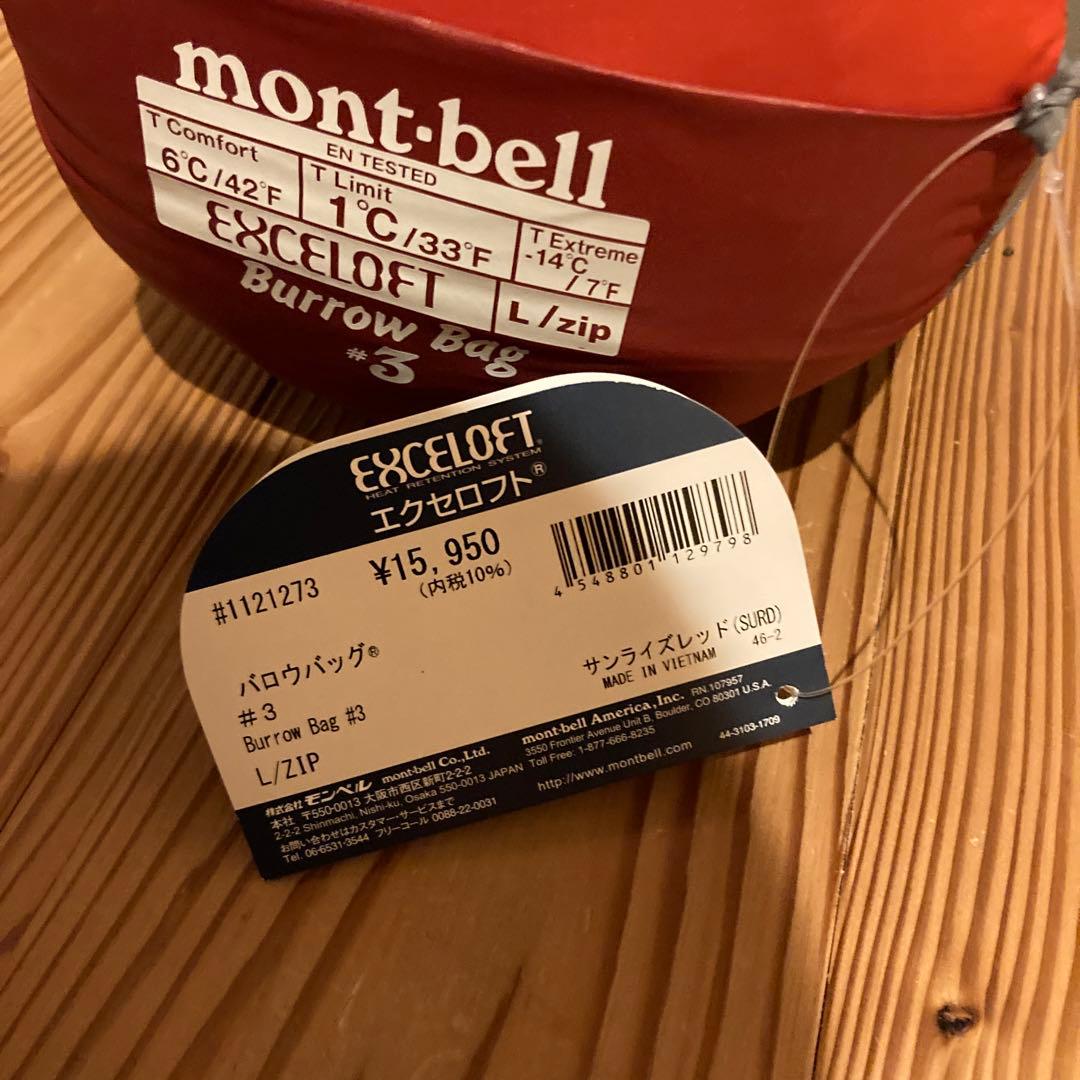 mont-bell
EN TESTED
T Comfort
6°C/42°F
T Limit
1°C/33°F
T Extreme
-14°C
/7°F
EXCELOFT
L/zip
Burrow Bag
#3
EXCELOFT®
HEAT RETENTION SYSTEM
エクセロフト®
#1121273
¥15,950
(内税10%)
4 548801 129798
バロウバッグ®
#3
Burrow Bag #3
L/ZIP
サンライズレッド(SURD)
MADE IN VIETNAM 46-2
株式会社モンベル mont-bell Co.,Ltd.
本社 〒550-0013 大阪市西区新町2-2-2
2-2-2 Shinmachi, Nishi-ku, Osaka 550-0013 JAPAN
お問い合わせはカスタマー・サービスまで
Tel. 06-6531-3544 フリーコール 0088-22-0031
mont-bell America,Inc. RN.107957
3550 Frontier Avenue Unit B, Boulder, CO 80301 U.S.A.
Toll Free: 1-877-666-8235
44-3103-1709
http://www.montbell.com